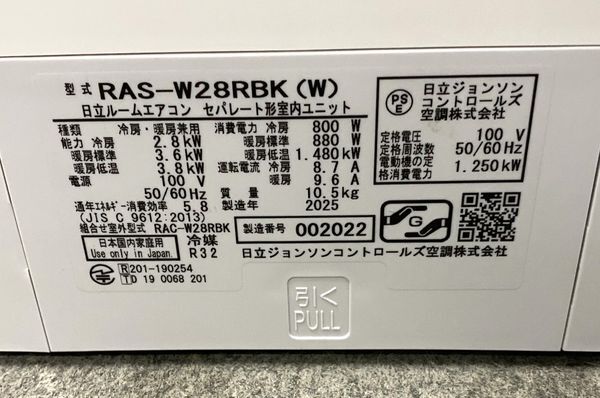 型式 RAS-W28RBK (W)
日立ルームエアコン セパレート形室内ユニット
種類 冷房・暖房兼用
能力 冷房 2.8 kW
暖房標準 3.6 kW
暖房低温 3.8 kW
電源 100 V
50/60 Hz
通年エネルギー消費効率 5.8
(JIS C 9612:2013)
組合せ室外型式 RAC-W28RBK
消費電力 冷房 800 W
暖房標準 880 W
暖房低温 1.480 kW
運転電流 冷房 8.7 A
暖房 9.6 A
質量 10.5 kg
製造年 2025
製造番号 002022
日本国内家庭用
Use only in Japan.
冷媒
R32
R 201-190254
T D 19 0068 201
PSE
日立ジョンソン
コントロールズ
空調株式会社
定格電圧 100 V
定格周波数 50/60 Hz
電動機の定
格消費電力 1.250 kW
G
日立ジョンソンコントロールズ空調株式会社
引く
PULL